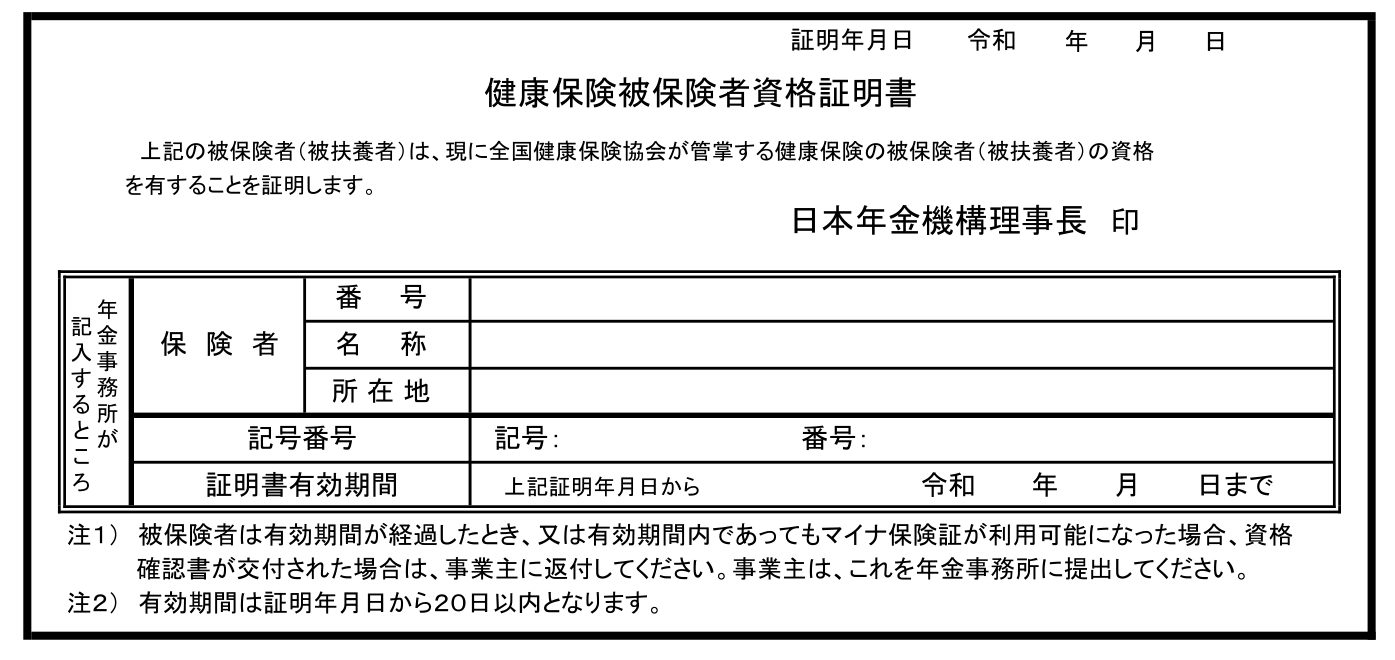 証明年月日　　令和　　年　　月　　日
健康保険被保険者資格証明書
上記の被保険者（被扶養者）は、現に全国健康保険協会が管掌する健康保険の被保険者（被扶養者）の資格
を有することを証明します。
日本年金機構理事長　印
年金事務所が
記入するところ
保険者
番　号
名　称
所在地
記号番号　記号：　　番号：
証明書有効期間　上記証明年月日から　　令和　　年　　月　　日まで
注１）　被保険者は有効期間が経過したとき、又は有効期間内であってもマイナ保険証が利用可能になった場合、資格
確認書が交付された場合は、事業主に返付してください。事業主は、これを年金事務所に提出してください。
注２）　有効期間は証明年月日から２０日以内となります。